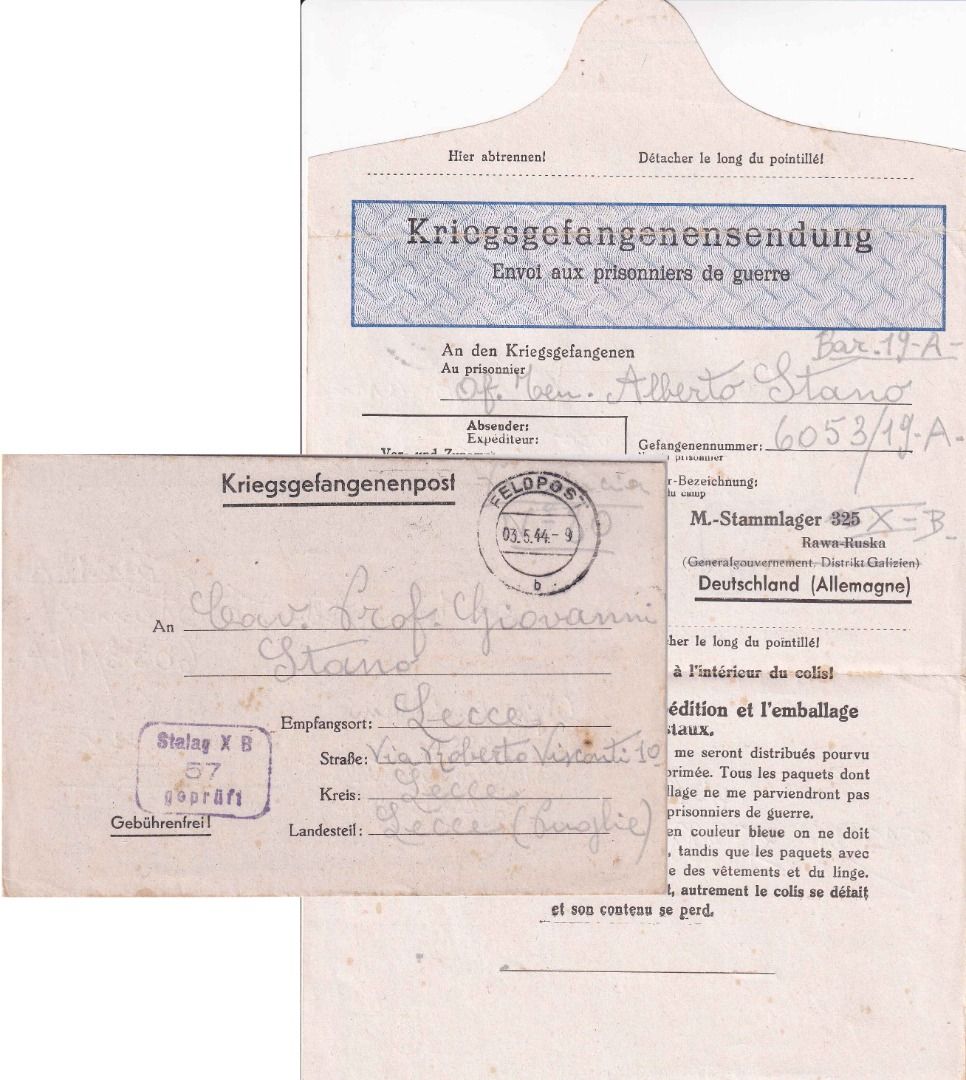 Hier abtrennen! Détacher le long du pointillé!
Kriegsgefangenensendung
Envoi aux prisonniers de guerre
Bar. 19-A-
An den Kriegsgefangenen
Au prisonnier
Of. Ten. Alberto Stano
Absender:
Expéditeur:
Gefangenennummer: 6053/19-A-
prisonnier
r-Bezeichnung:
du camp
M.-Stammlager 325 X=B
Rawa-Ruska
(Generalgouvernement, Distrikt Galizien)
Deutschland (Allemagne)
her le long du pointillé!
à l'intérieur du colis!
édition et l'emballage
taux.
me seront distribués pourvu
primée. Tous les paquets dont
llage ne me parviendront pas
prisonniers de guerre.
en couleur bleue on ne doit
, tandis que les paquets avec
e des vêtements et du linge.
t, autrement le colis se défait
et son contenu se perd.
Kriegsgefangenenpost
FELDPOST
03.5.44.- 9
b
An Cav. Prof. Giovanni
Stano
Empfangsort: Lecce
Straße: Via Roberto Visconti 10
Kreis: Lecce
Landesteil: Lecce (Puglie)
Stalag X B
57
geprüft
Gebührenfrei!